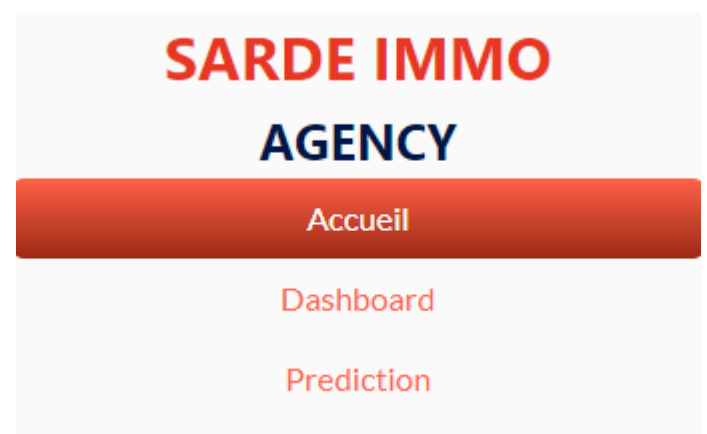 SARDE IMMO
AGENCY
Accueil
Dashboard
Prediction